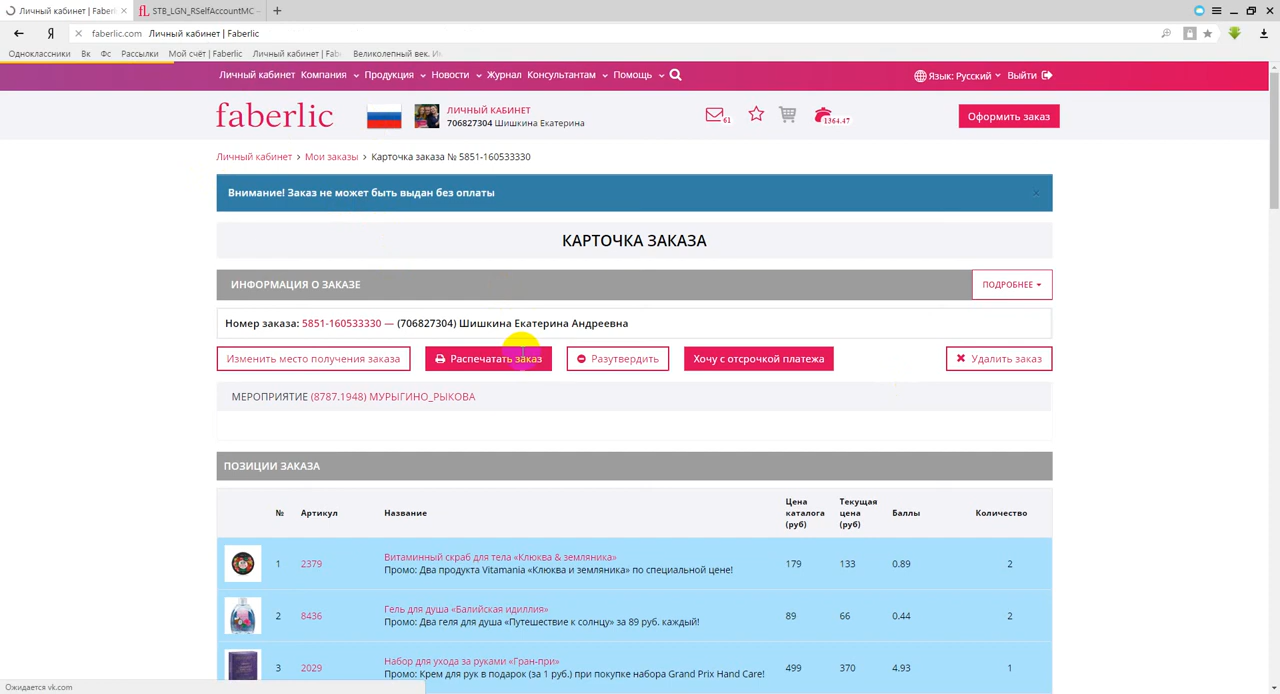 Личный кабинет | Faberl
STB_LGN_RSelfAccountMC -
Я
faberlic.com Личный кабинет | Faberlic
Одноклассники Вк Фс Рассылки Мой счёт | Faberlic Личный кабинет | Fab Великолепный век. И
Личный кабинет Компания Продукция Новости Журнал Консультантам Помощь Язык: Русский Выйти
faberlic
ЛИЧНЫЙ КАБИНЕТ
706827304 Шишкина Екатерина
61
1364.47
Оформить заказ
Личный кабинет > Мои заказы > Карточка заказа № 5851-160533330
Внимание! Заказ не может быть выдан без оплаты
КАРТОЧКА ЗАКАЗА
ИНФОРМАЦИЯ О ЗАКАЗЕ
ПОДРОБНЕЕ
Номер заказа: 5851-160533330 — (706827304) Шишкина Екатерина Андреевна
Изменить место получения заказа Распечатать заказ Разутвердить Хочу с отсрочкой платежа Удалить заказ
МЕРОПРИЯТИЕ (8787.1948) МУРЫГИНО_РЫКОВА
ПОЗИЦИИ ЗАКАЗА
№ Артикул Название Цена каталога (руб) Текущая цена (руб) Баллы Количество
1 2379 Витаминный скраб для тела «Клюква & земляника» 179 133 0.89 2
Промо: Два продукта Vitamania «Клюква и земляника» по специальной цене!
2 8436 Гель для душа «Балийская идиллия» 89 66 0.44 2
Промо: Два геля для душа «Путешествие к солнцу» за 89 руб. каждый!
3 2029 Набор для ухода за руками «Гран-при» 499 370 4.93 1
Промо: Крем для рук в подарок (за 1 руб.) при покупке набора Grand Prix Hand Care!
Ожидается vk.com